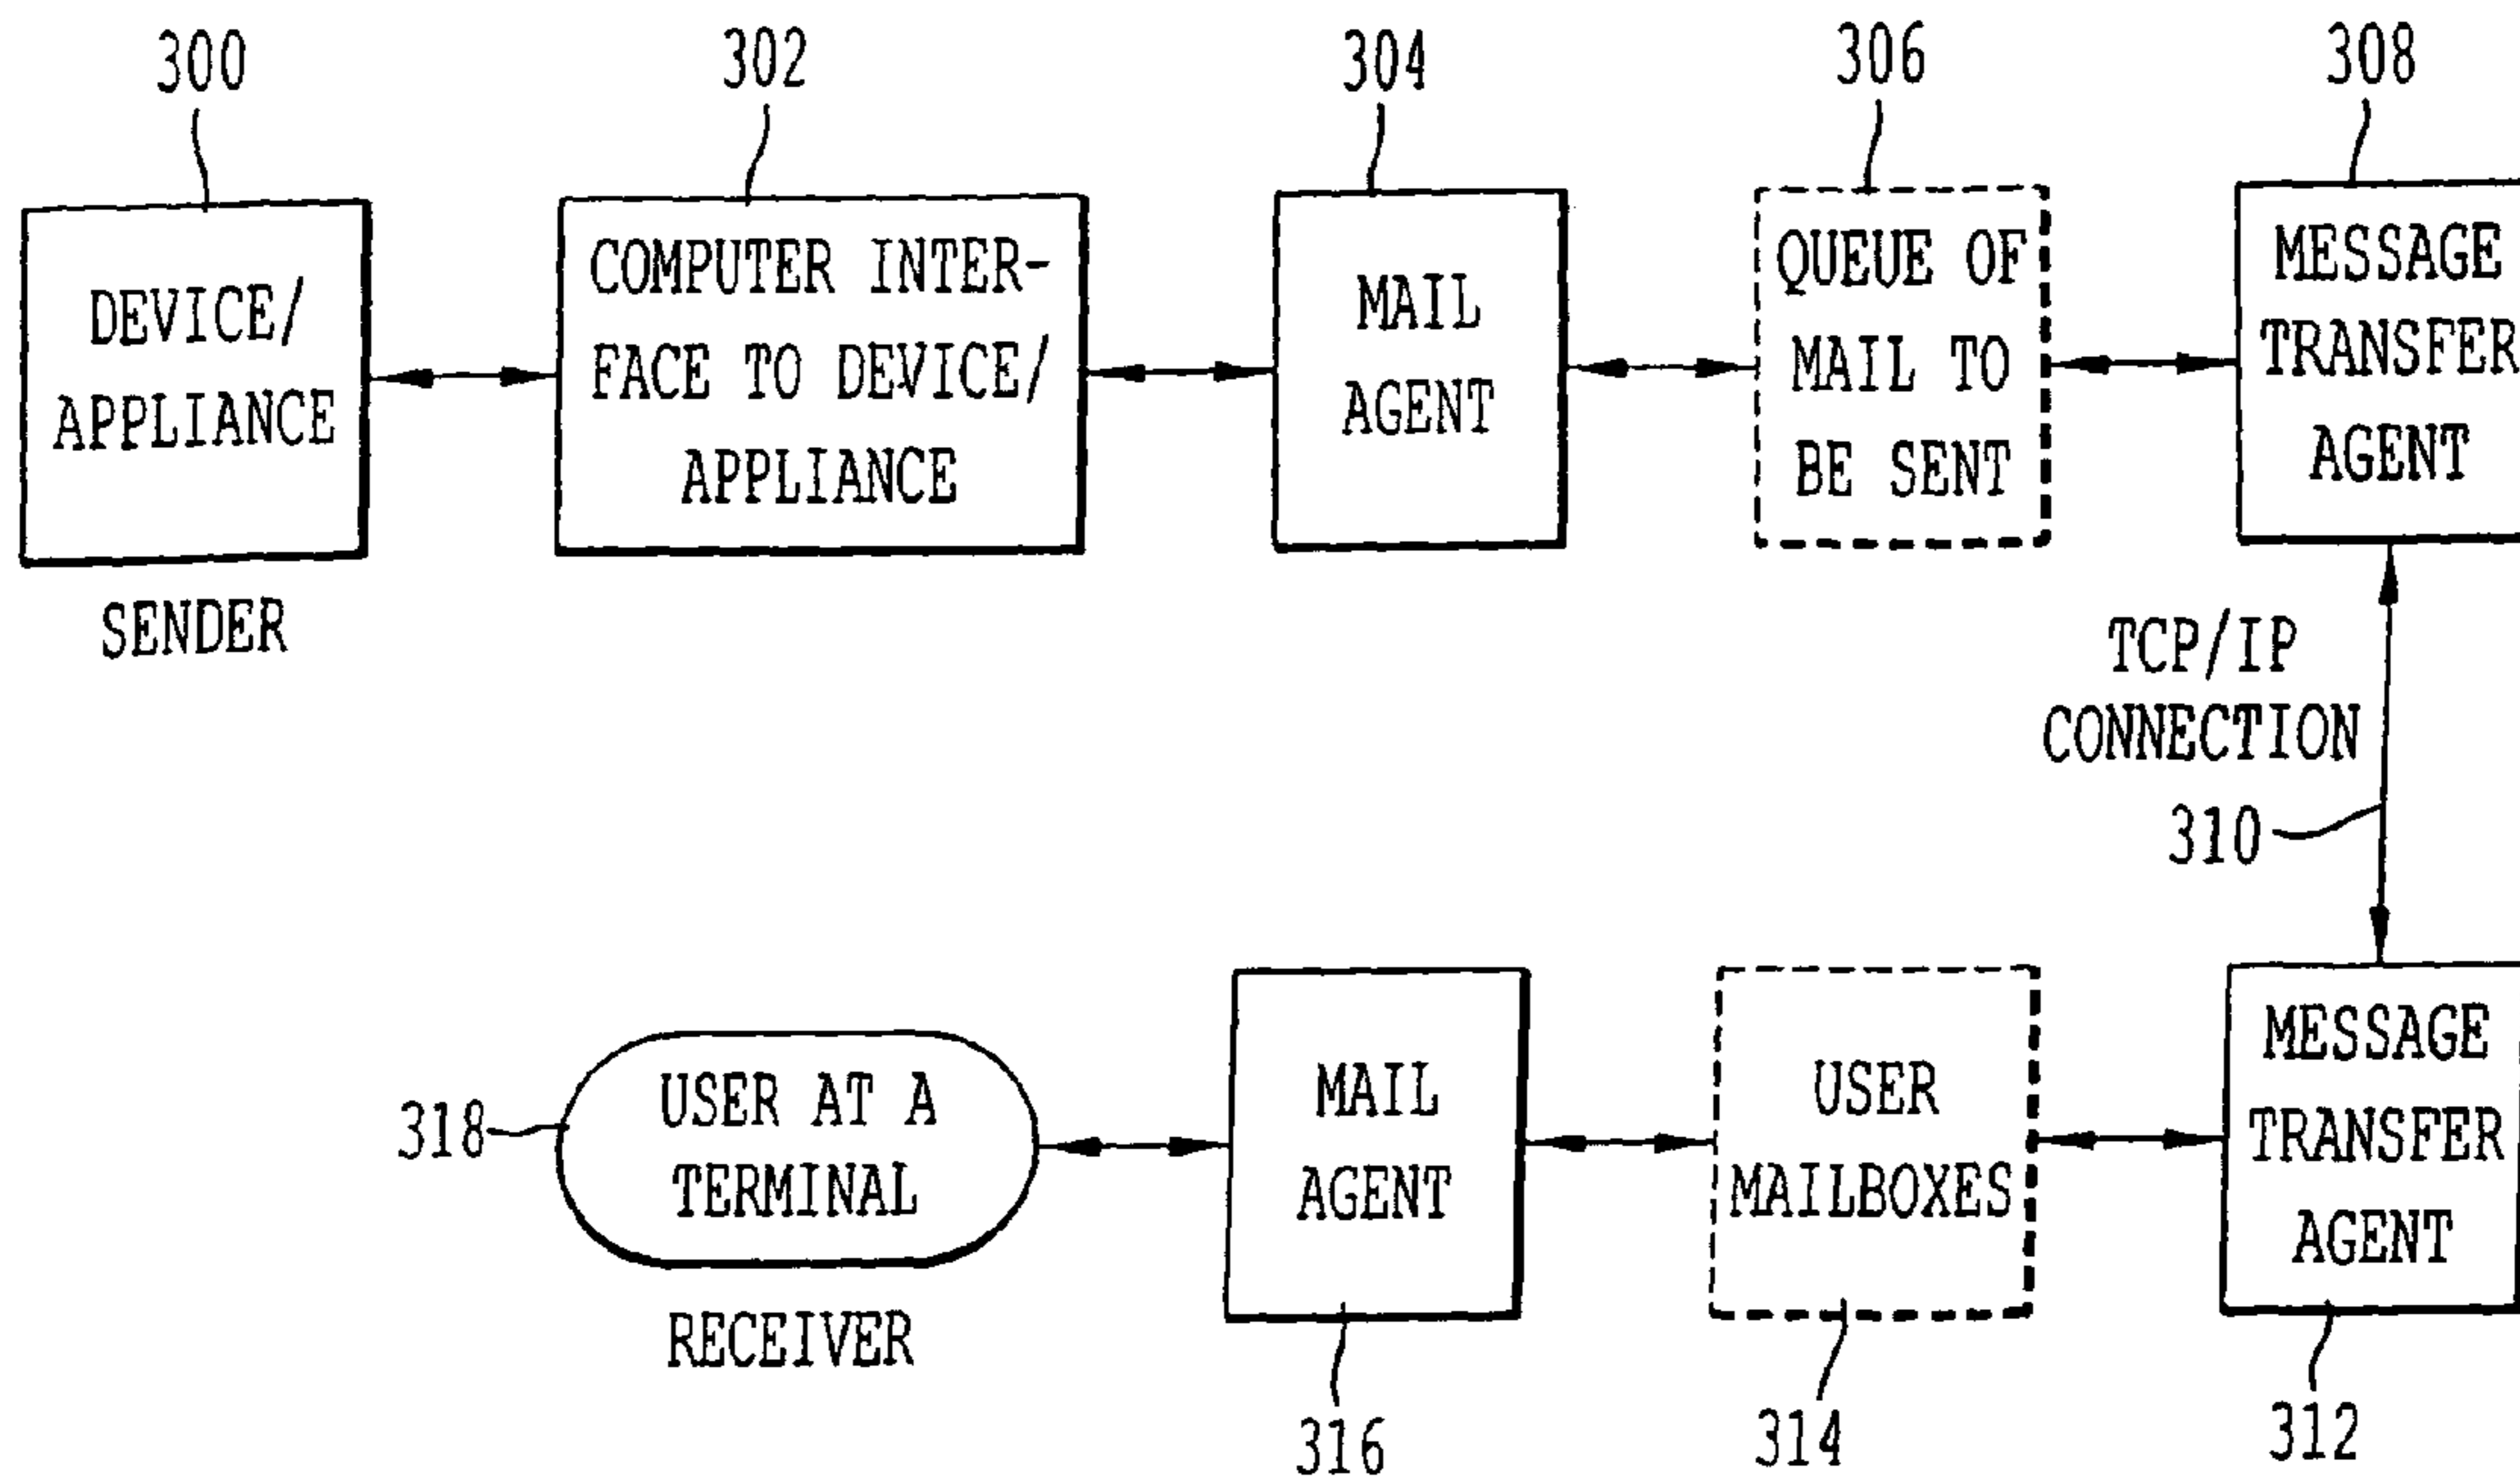 300
302
304
306
308
DEVICE/
APPLIANCE
COMPUTER INTER-
FACE TO DEVICE/
APPLIANCE
MAIL
AGENT
QUEUE OF
MAIL TO
BE SENT
MESSAGE
TRANSFER
AGENT
SENDER
TCP/IP
CONNECTION
310
318
USER AT A
TERMINAL
RECEIVER
MAIL
AGENT
USER
MAILBOXES
MESSAGE
TRANSFER
AGENT
316
314
312